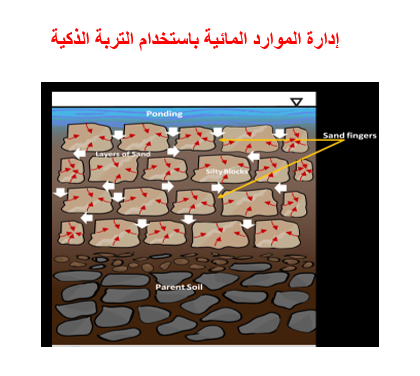 إدارة الموارد المائية باستخدام التربة الذكية
Ponding
Sand fingers
Layers of Sand
Silty Blocks
Parent Soil